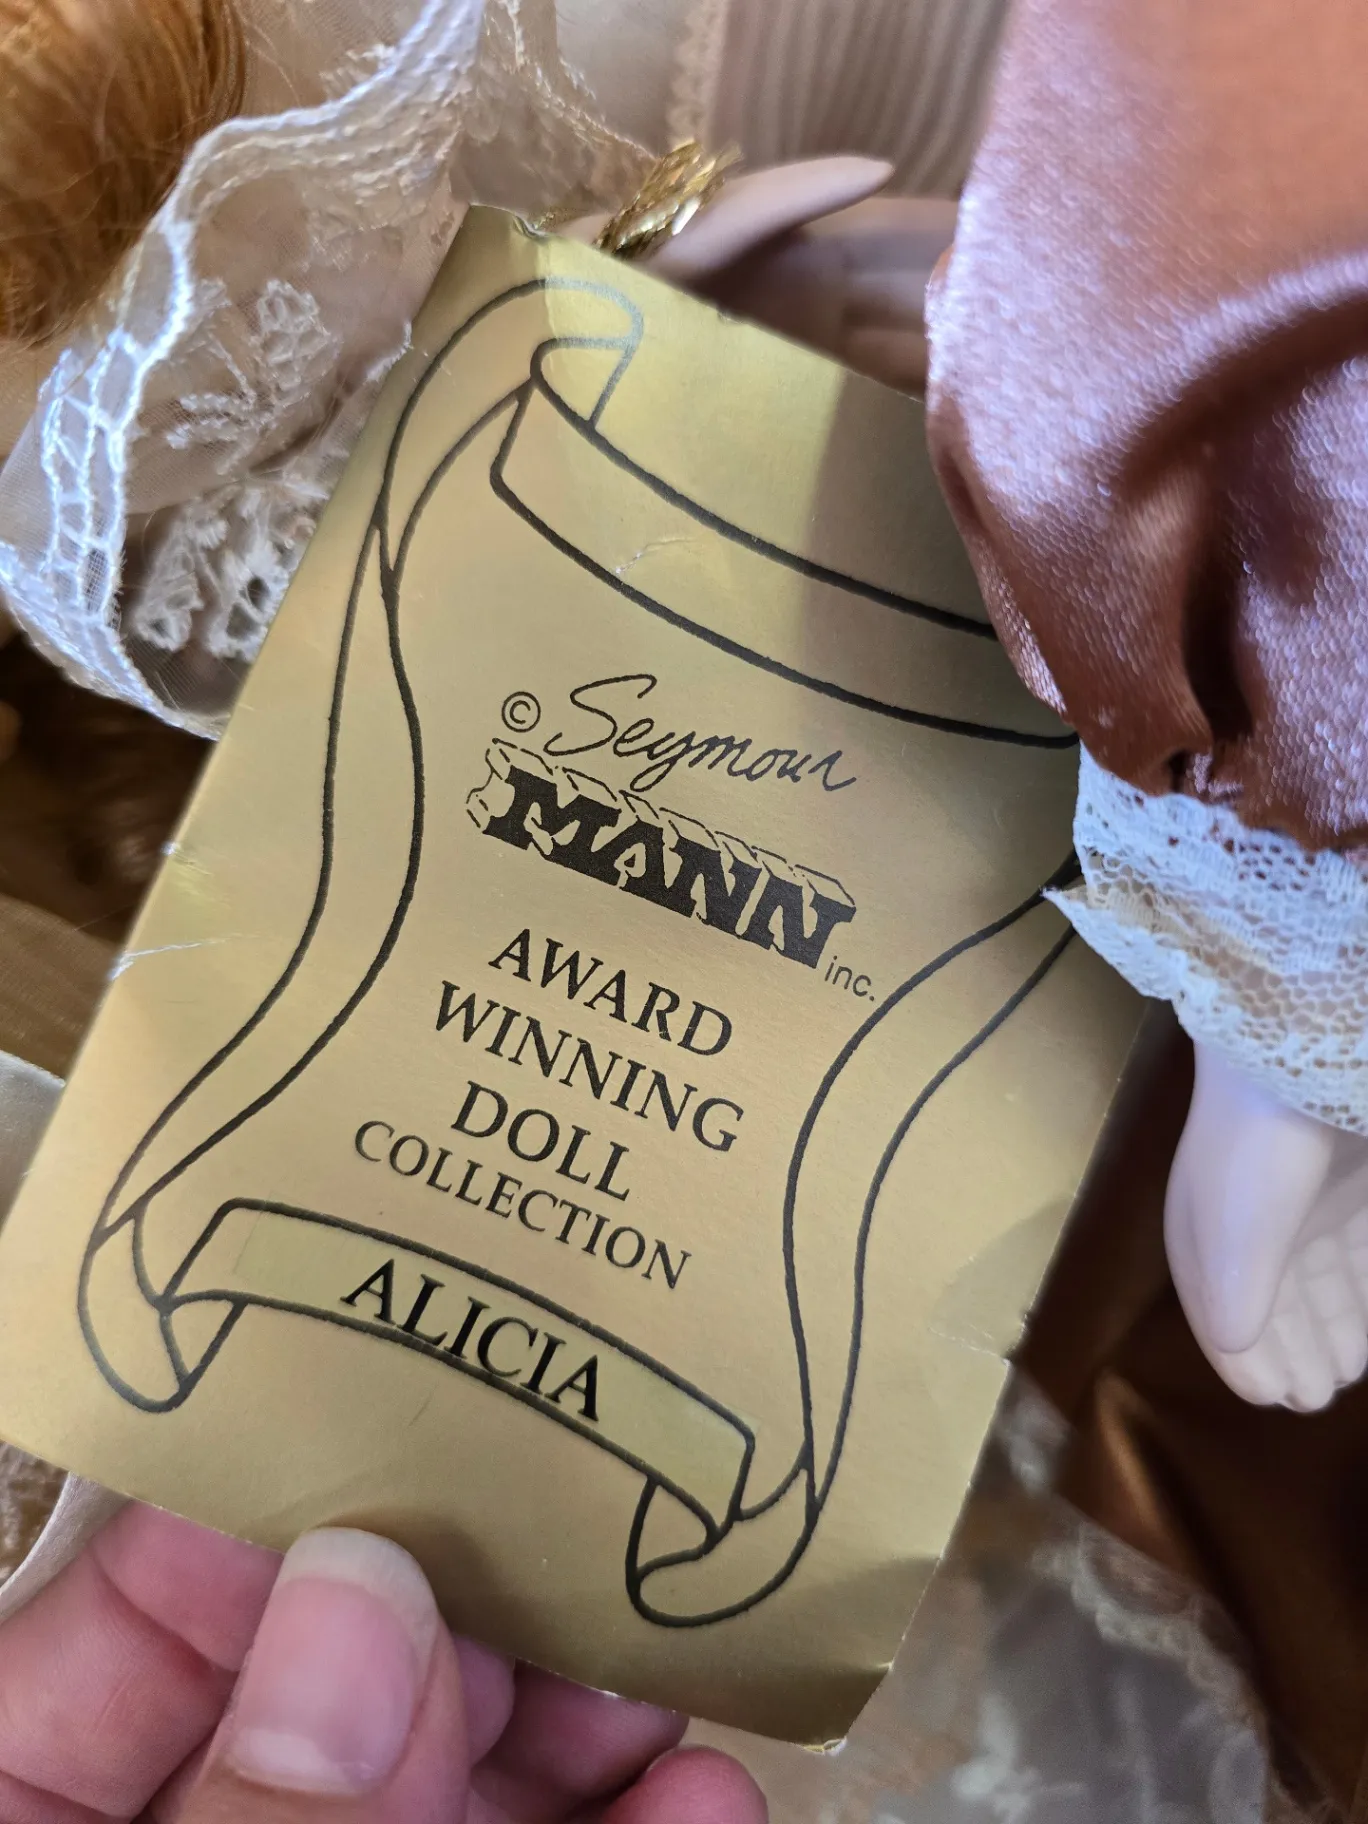 © Seymour
MANN inc.
AWARD
WINNING
DOLL
COLLECTION
ALICIA